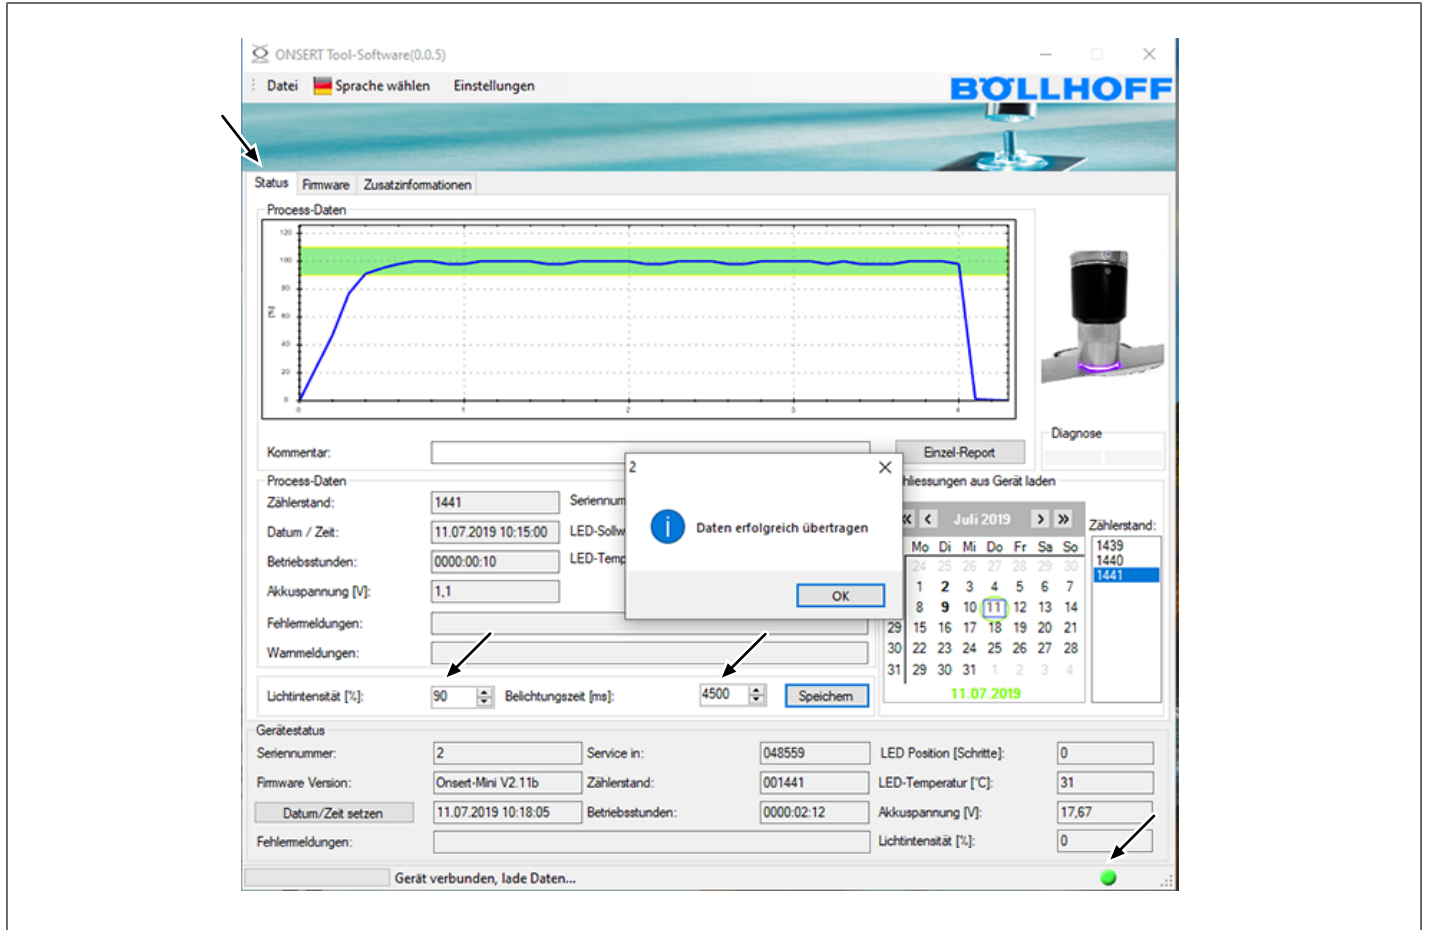 ONSERT Tool-Software(0.0.5)
Datei Sprache wählen Einstellungen
BÖLLHOFF
Status Firmware Zusatzinformationen
Process-Daten
120
100
80
[%]
60
40
20
0
0 1 2 3 4
Diagnose
Kommentar: Einzel-Report
2
Daten erfolgreich übertragen
OK
Process-Daten
Zählerstand: 1441
Datum / Zeit: 11.07.2019 10:15:00
Betriebsstunden: 0000:00:10
Akkuspannung [V]: 1,1
Fehlermeldungen:
Warnmeldungen:
Seriennum
LED-Sollw
LED-Temp
hliessungen aus Gerät laden
Juli 2019
Mo Di Mi Do Fr Sa So
24 25 26 27 28 29 30
1 2 3 4 5 6 7
8 9 10 11 12 13 14
29 15 16 17 18 19 20 21
30 22 23 24 25 26 27 28
31 29 30 31 1 2 3 4
11.07.2019
Zählerstand:
1439
1440
1441
Lichtintensität [%]: 90 Belichtungszeit [ms]: 4500 Speichern
Gerätestatus
Seriennummer: 2 Service in: 048559 LED Position [Schritte]: 0
Firmware Version: Onsert-Mini V2.11b Zählerstand: 001441 LED-Temperatur [°C]: 31
Datum/Zeit setzen 11.07.2019 10:18:05 Betriebsstunden: 0000:02:12 Akkuspannung [V]: 17,67
Fehlermeldungen: Lichtintensität [%]: 0
Gerät verbunden, lade Daten...